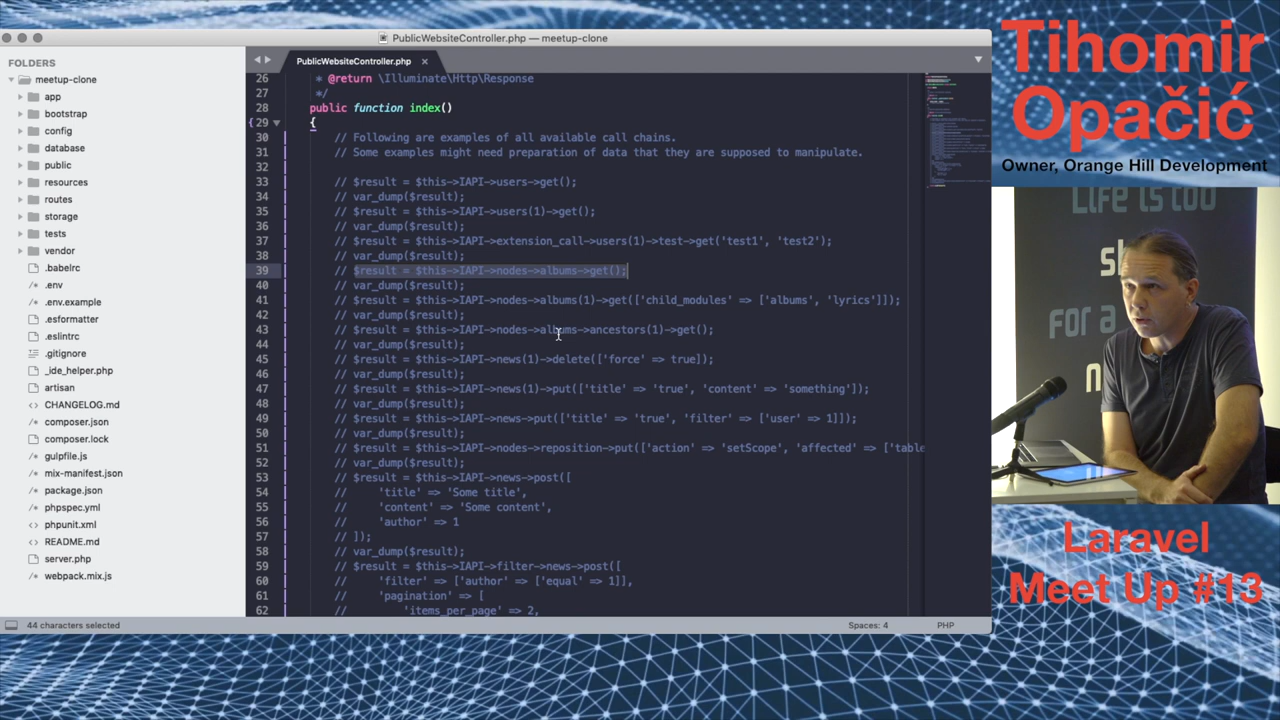 PublicWebsiteController.php — meetup-clone
FOLDERS
meetup-clone
app
bootstrap
config
database
public
resources
routes
storage
tests
vendor
.babelrc
.env
.env.example
.esformatter
.eslintrc
.gitignore
_ide_helper.php
artisan
CHANGELOG.md
composer.json
composer.lock
gulpfile.js
mix-manifest.json
package.json
phpspec.yml
phpunit.xml
README.md
server.php
webpack.mix.js
PublicWebsiteController.php
26 * @return \Illuminate\Http\Response
27 */
28 public function index()
29 {
30 // Following are examples of all available call chains.
31 // Some examples might need preparation of data that they are supposed to manipulate.
32
33 // $result = $this->IAPI->users->get();
34 // var_dump($result);
35 // $result = $this->IAPI->users(1)->get();
36 // var_dump($result);
37 // $result = $this->IAPI->extension_call->users(1)->test->get('test1', 'test2');
38 // var_dump($result);
39 // $result = $this->IAPI->nodes->albums->get();
40 // var_dump($result);
41 // $result = $this->IAPI->nodes->albums(1)->get(['child_modules' => ['albums', 'lyrics']]);
42 // var_dump($result);
43 // $result = $this->IAPI->nodes->albums->ancestors(1)->get();
44 // var_dump($result);
45 // $result = $this->IAPI->news(1)->delete(['force' => true]);
46 // var_dump($result);
47 // $result = $this->IAPI->news(1)->put(['title' => 'true', 'content' => 'something']);
48 // var_dump($result);
49 // $result = $this->IAPI->news->put(['title' => 'true', 'filter' => ['user' => 1]]);
50 // var_dump($result);
51 // $result = $this->IAPI->nodes->reposition->put(['action' => 'setScope', 'affected' => ['table
52 // var_dump($result);
53 // $result = $this->IAPI->news->post([
54 // 'title' => 'Some title',
55 // 'content' => 'Some content',
56 // 'author' => 1
57 // ]);
58 // var_dump($result);
59 // $result = $this->IAPI->filter->news->post([
60 // 'filter' => ['author' => ['equal' => 1]],
61 // 'pagination' => [
62 // 'items_per_page' => 2,
44 characters selected
Spaces: 4
PHP
Tihomir
Opačić
Owner, Orange Hill Development
Life is too
sh
for a
Laravel
Meet Up #13